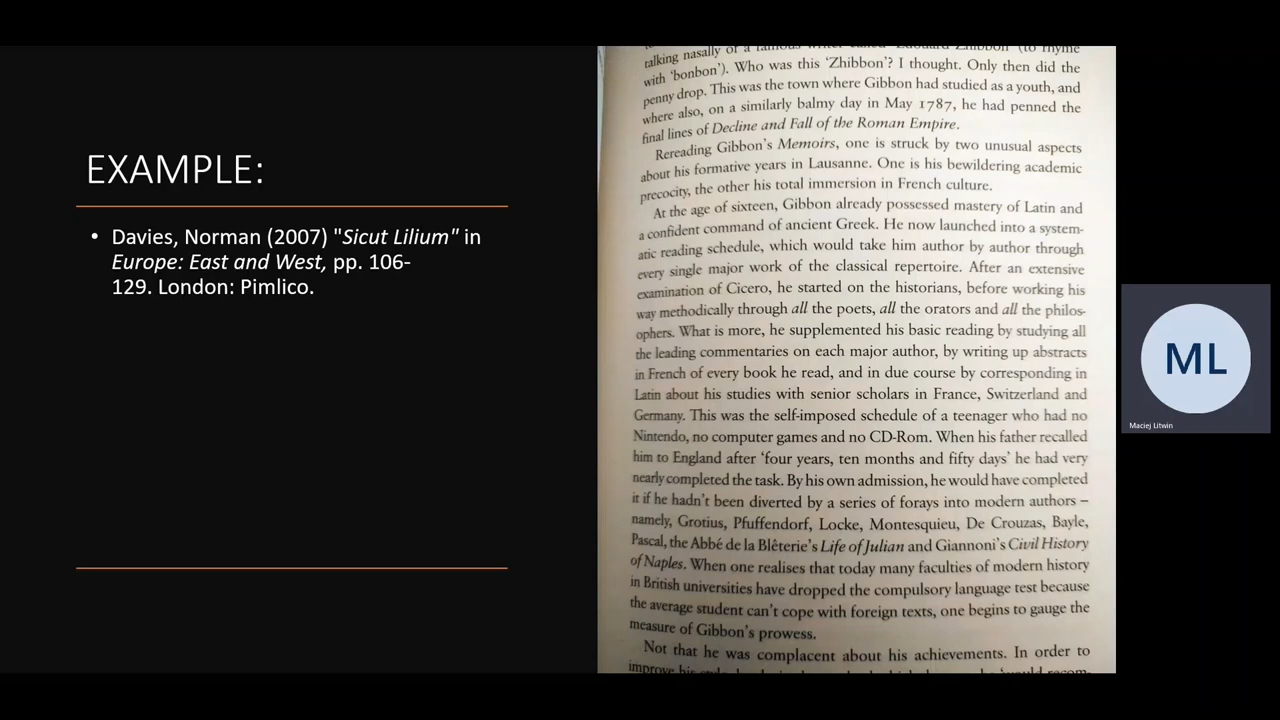 EXAMPLE:
• Davies, Norman (2007) "Sicut Lilium" in
Europe: East and West, pp. 106-
129. London: Pimlico.
talking nasally of a famous writer called 'Edouard Zhibbon' (to rhyme
with 'bonbon'). Who was this 'Zhibbon'? I thought. Only then did the
penny drop. This was the town where Gibbon had studied as a youth, and
where also, on a similarly balmy day in May 1787, he had penned the
final lines of Decline and Fall of the Roman Empire.
Rereading Gibbon's Memoirs, one is struck by two unusual aspects
about his formative years in Lausanne. One is his bewildering academic
precocity, the other his total immersion in French culture.
At the age of sixteen, Gibbon already possessed mastery of Latin and
a confident command of ancient Greek. He now launched into a system-
atic reading schedule, which would take him author by author through
every single major work of the classical repertoire. After an extensive
examination of Cicero, he started on the historians, before working his
way methodically through all the poets, all the orators and all the philos-
ophers. What is more, he supplemented his basic reading by studying all
the leading commentaries on each major author, by writing up abstracts
in French of every book he read, and in due course by corresponding in
Latin about his studies with senior scholars in France, Switzerland and
Germany. This was the self-imposed schedule of a teenager who had no
Nintendo, no computer games and no CD-Rom. When his father recalled
him to England after 'four years, ten months and fifty days' he had very
nearly completed the task. By his own admission, he would have completed
it if he hadn't been diverted by a series of forays into modern authors –
namely, Grotius, Pfuffendorf, Locke, Montesquieu, De Crouzas, Bayle,
Pascal, the Abbé de la Blêterie's Life of Julian and Giannoni's Civil History
of Naples. When one realises that today many faculties of modern history
in British universities have dropped the compulsory language test because
the average student can't cope with foreign texts, one begins to gauge the
measure of Gibbon's prowess.
Not that he was complacent about his achievements. In order to
improve his
ML
Maciej Litwin